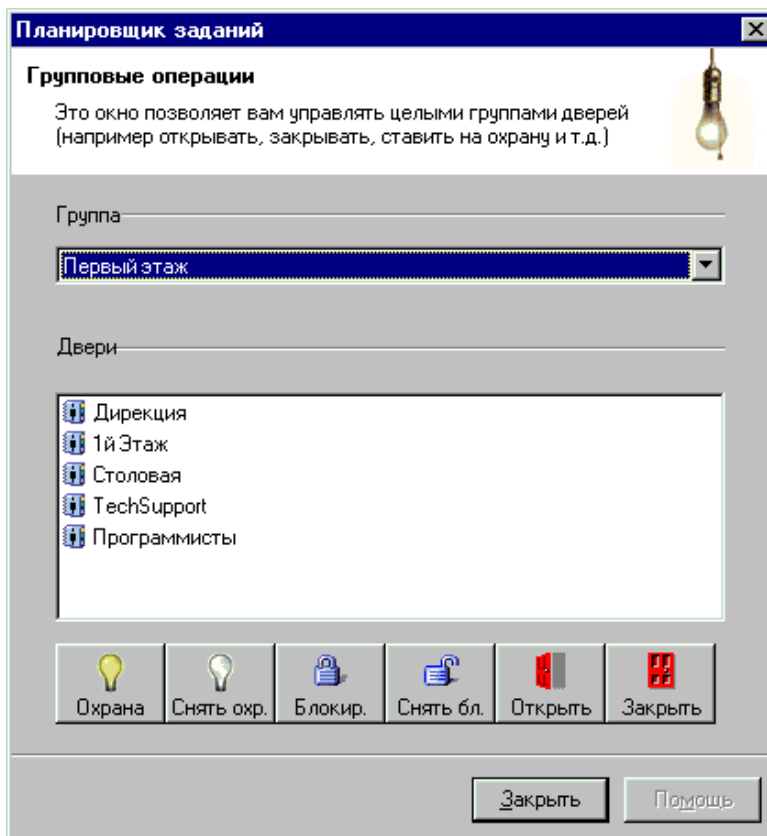 Планировщик заданий
Групповые операции
Это окно позволяет вам управлять целыми группами дверей
(например открывать, закрывать, ставить на охрану и т.д.)
Группа
Первый этаж
Двери
Дирекция
1й Этаж
Столовая
TechSupport
Программисты
Охрана Снять охр. Блокир. Снять бл. Открыть Закрыть
Закрыть Помощь